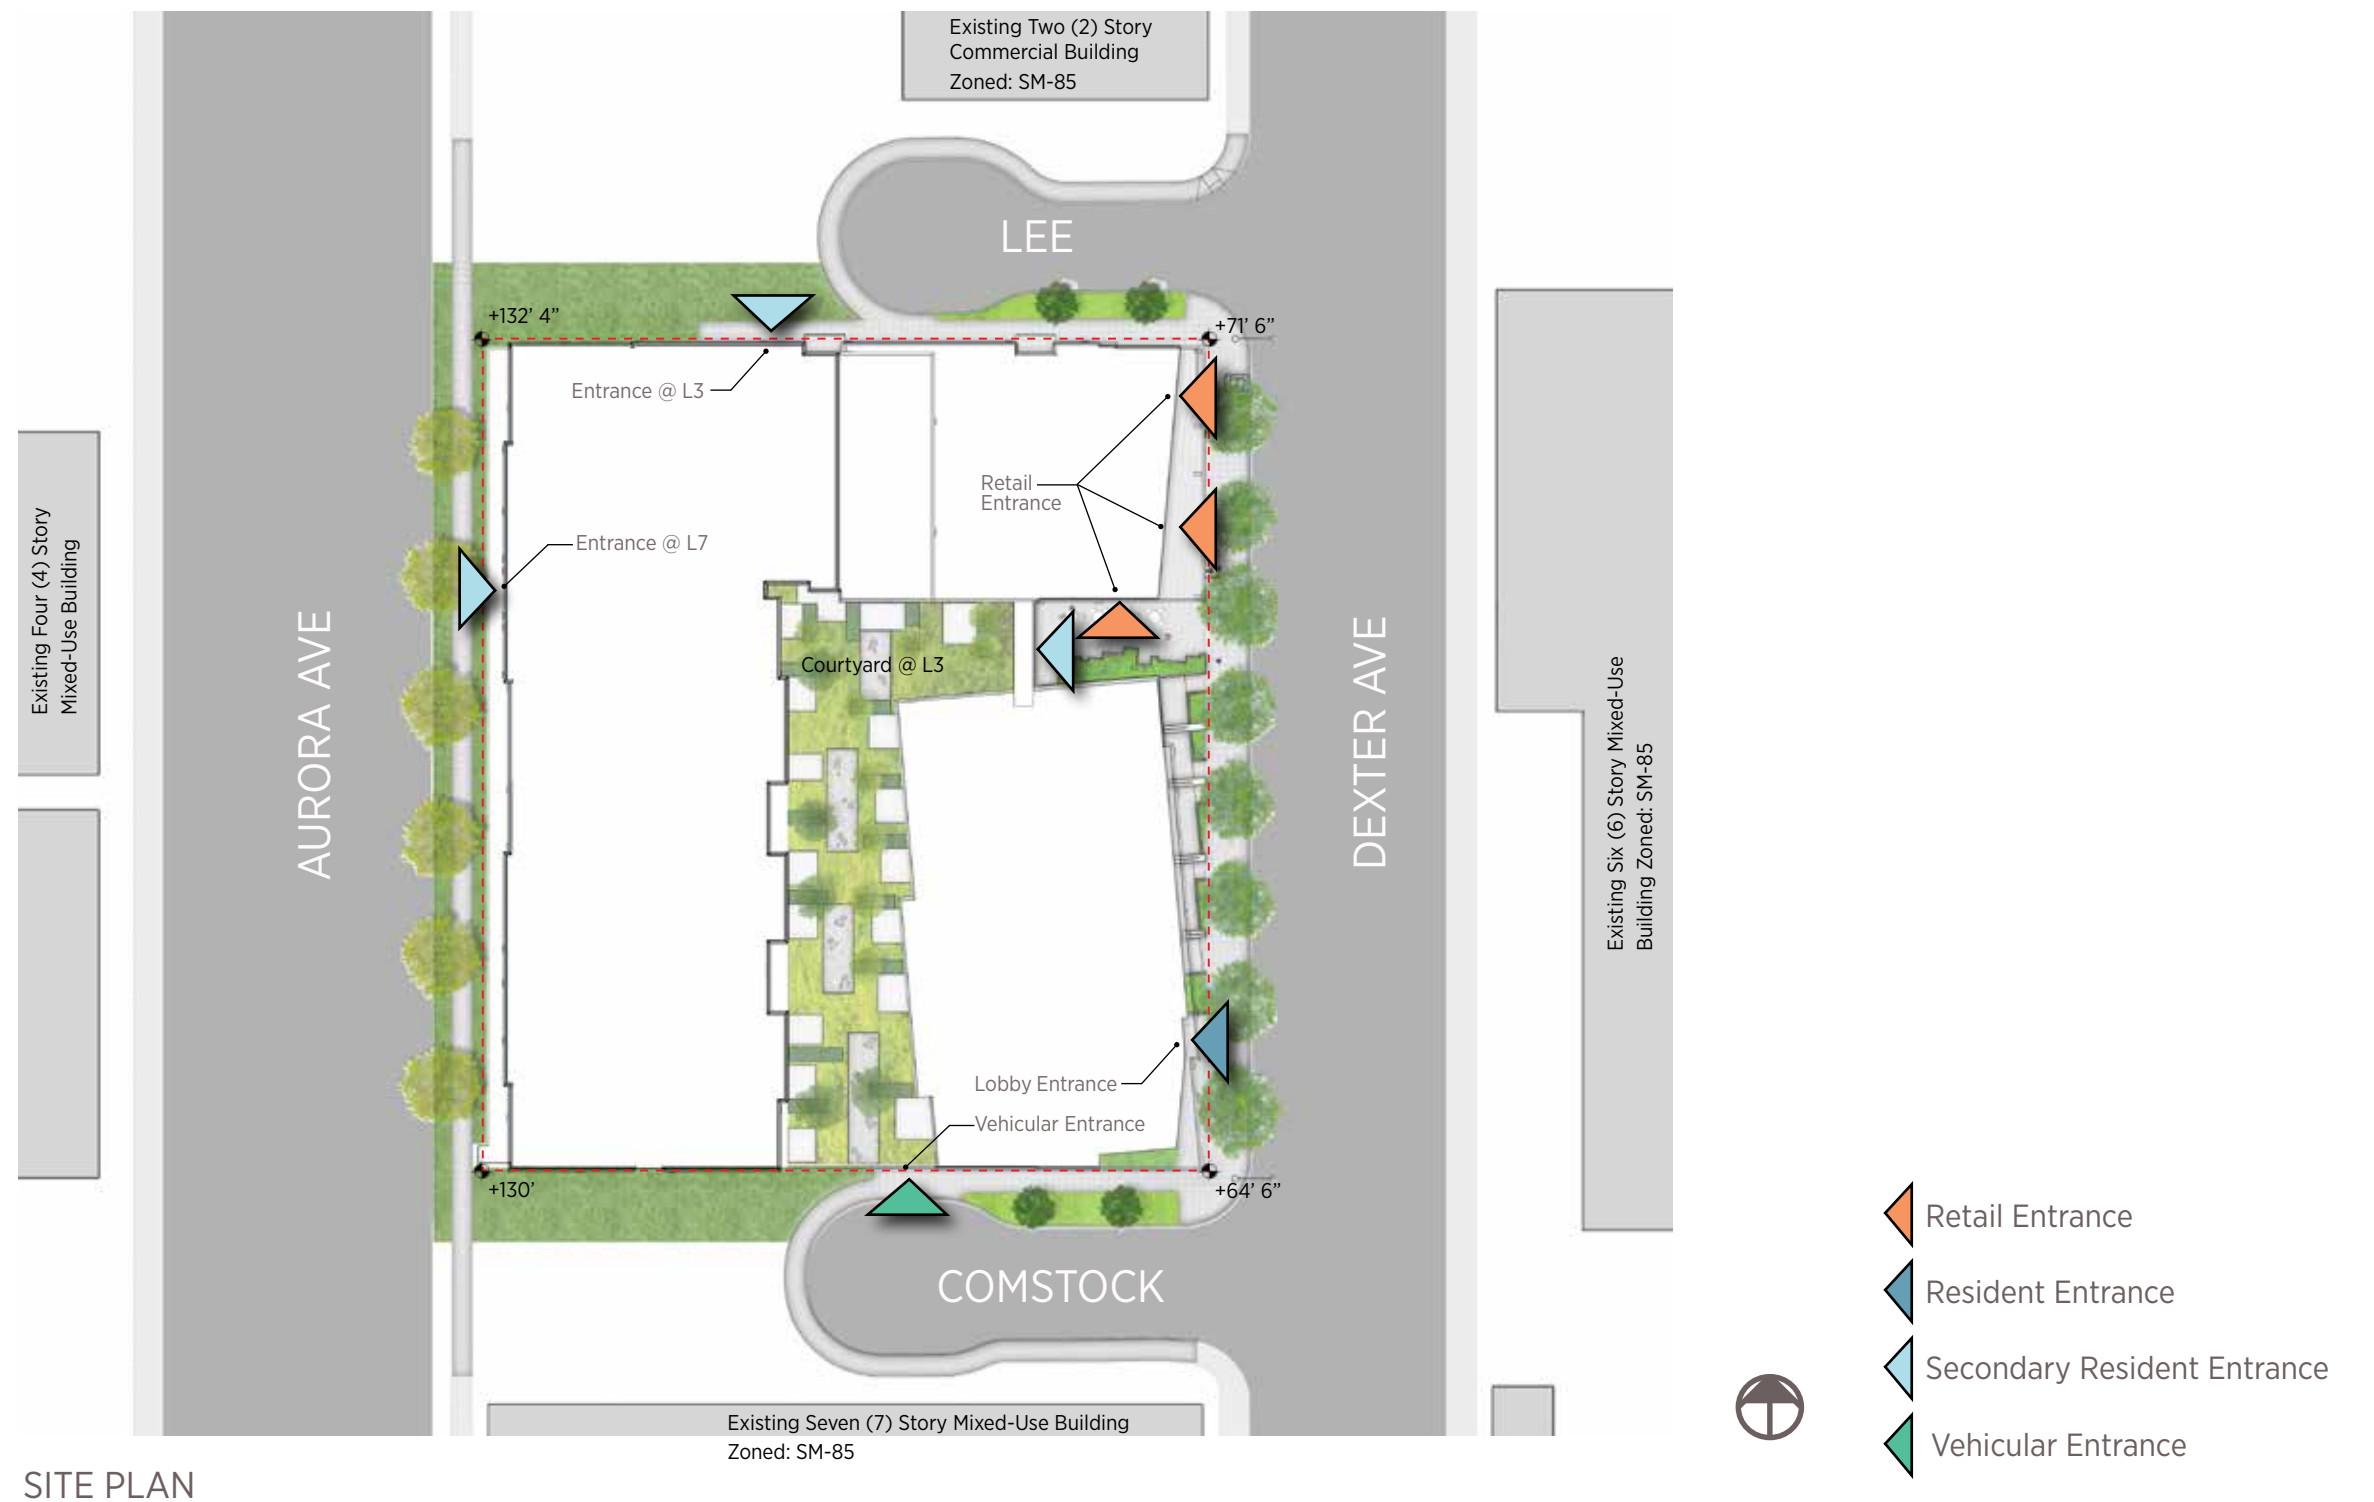 Existing Two (2) Story
Commercial Building
Zoned: SM-85
LEE
+132’ 4”
+71’ 6”
Entrance @ L3
Retail
Entrance
Entrance @ L7
Existing Four (4) Story
Mixed-Use Building
AURORA AVE
Courtyard @ L3
DEXTER AVE
Existing Six (6) Story Mixed-Use
Building Zoned: SM-85
Lobby Entrance
Vehicular Entrance
+130’
+64’ 6”
COMSTOCK
Existing Seven (7) Story Mixed-Use Building
Zoned: SM-85
Retail Entrance
Resident Entrance
Secondary Resident Entrance
Vehicular Entrance
SITE PLAN